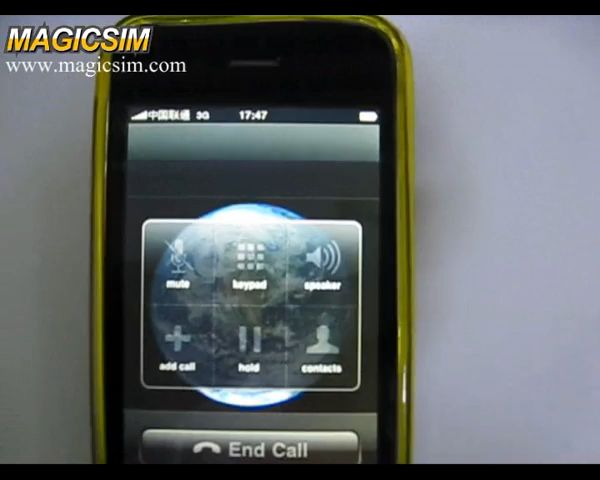 MAGICSIM
www.magicsim.com
中国联通 3G 17:47
mute keypad speaker
add call hold contacts
End Call